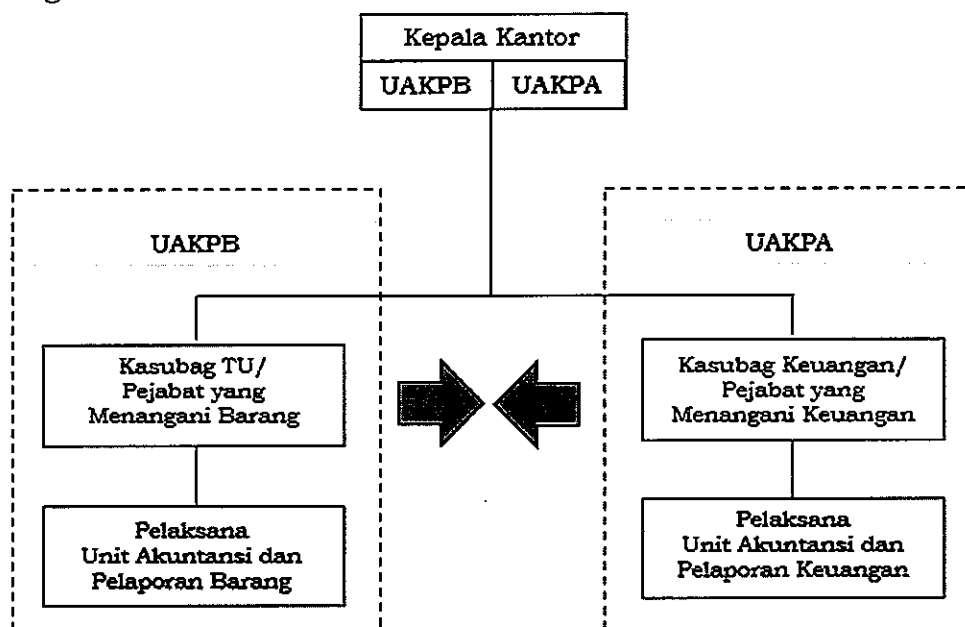 Kepala Kantor
UAKPB
UAKPA
UAKPB
UAKPA
Kasubag TU/
Pejabat yang
Menangani Barang
Kasubag Keuangan/
Pejabat yang
Menangani Keuangan
Pelaksana
Unit Akuntansi dan
Pelaporan Barang
Pelaksana
Unit Akuntansi dan
Pelaporan Keuangan